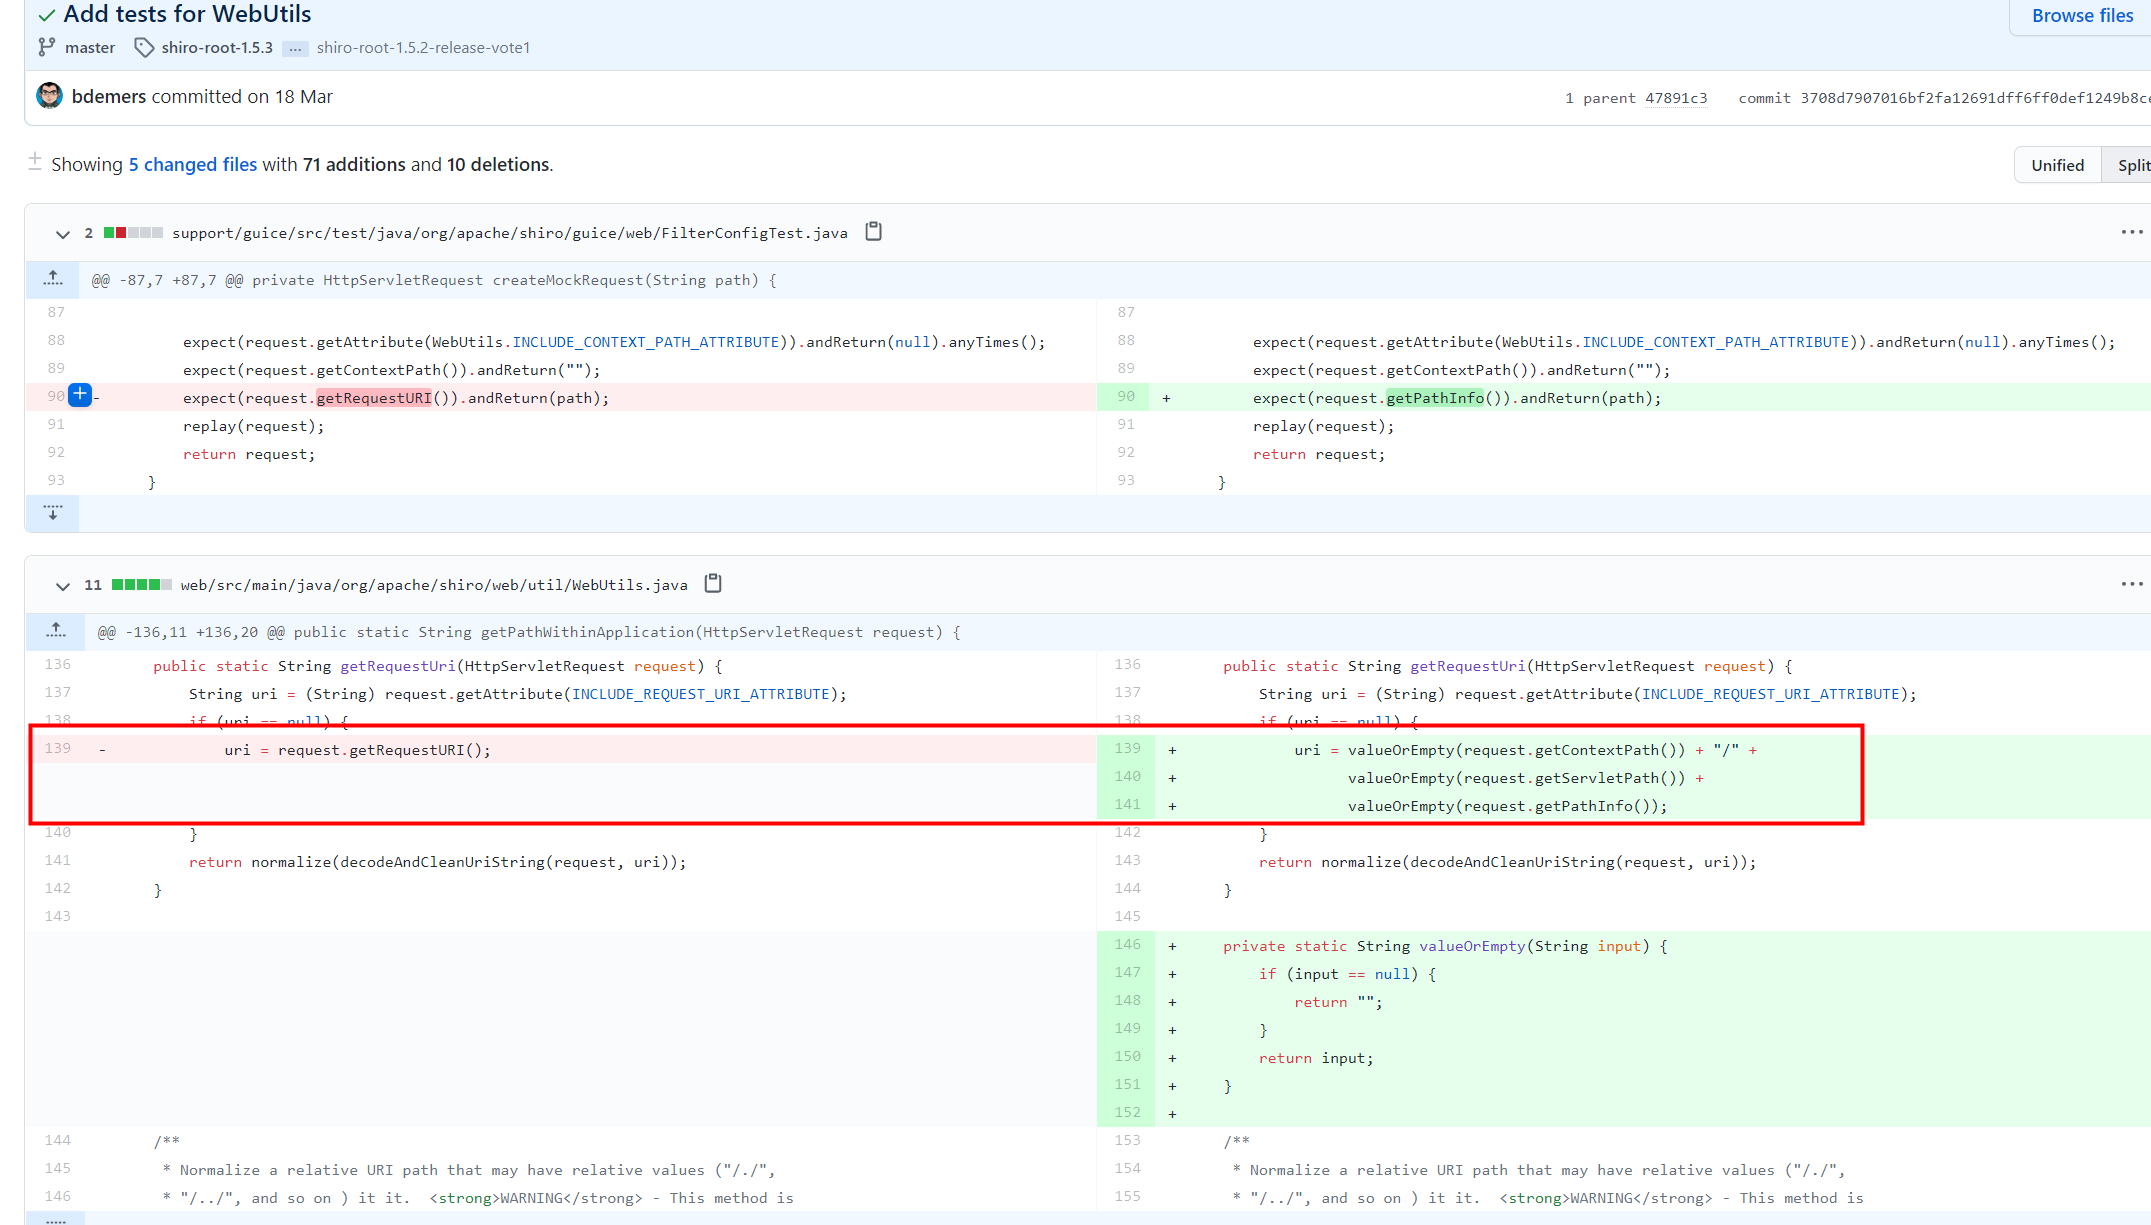 Add tests for WebUtils
Browse files
master shiro-root-1.5.3 ... shiro-root-1.5.2-release-vote1
bdemers committed on 18 Mar
1 parent 47891c3 commit 3708d7907016bf2fa12691dff6ff0def1249b8ce
Showing 5 changed files with 71 additions and 10 deletions.
Unified Split
2 support/guice/src/test/java/org/apache/shiro/guice/web/FilterConfigTest.java
@@ -87,7 +87,7 @@ private HttpServletRequest createMockRequest(String path) {
87 87
88 expect(request.getAttribute(WebUtils.INCLUDE_CONTEXT_PATH_ATTRIBUTE)).andReturn(null).anyTimes(); 88 expect(request.getAttribute(WebUtils.INCLUDE_CONTEXT_PATH_ATTRIBUTE)).andReturn(null).anyTimes();
89 expect(request.getContextPath()).andReturn(""); 89 expect(request.getContextPath()).andReturn("");
90 + - expect(request.getRequestURI()).andReturn(path); 90 + expect(request.getPathInfo()).andReturn(path);
91 replay(request); 91 replay(request);
92 return request; 92 return request;
93 } 93 }
11 web/src/main/java/org/apache/shiro/web/util/WebUtils.java
@@ -136,11 +136,20 @@ public static String getPathWithinApplication(HttpServletRequest request) {
136 public static String getRequestUri(HttpServletRequest request) { 136 public static String getRequestUri(HttpServletRequest request) {
137 String uri = (String) request.getAttribute(INCLUDE_REQUEST_URI_ATTRIBUTE); 137 String uri = (String) request.getAttribute(INCLUDE_REQUEST_URI_ATTRIBUTE);
138 if (uri == null) { 138 if (uri == null) {
139 - uri = request.getRequestURI(); 139 + uri = valueOrEmpty(request.getContextPath()) + "/" +
140 + valueOrEmpty(request.getServletPath()) +
141 + valueOrEmpty(request.getPathInfo());
140 } 142 }
141 return normalize(decodeAndCleanUriString(request, uri)); 143 return normalize(decodeAndCleanUriString(request, uri));
142 } 144 }
143 145
146 + private static String valueOrEmpty(String input) {
147 + if (input == null) {
148 + return "";
149 + }
150 + return input;
151 + }
152 +
144 /** 153 /**
145 * Normalize a relative URI path that may have relative values ("/./", 154 * Normalize a relative URI path that may have relative values ("/./",
146 * "/../", and so on ) it it. <strong>WARNING</strong> - This method is 155 * "/../", and so on ) it it. <strong>WARNING</strong> - This method is